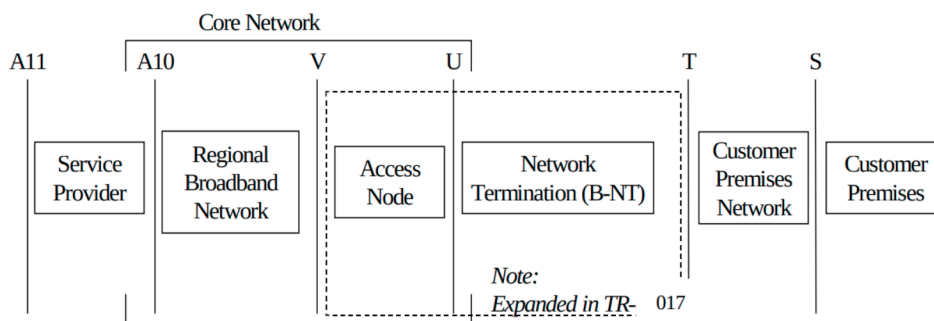 Core Network
A11
A10
V
U
T
S
Service
Provider
Regional
Broadband
Network
Access
Node
Network
Termination (B-NT)
Customer
Premises
Network
Customer
Premises
Note:
Expanded in TR- 017